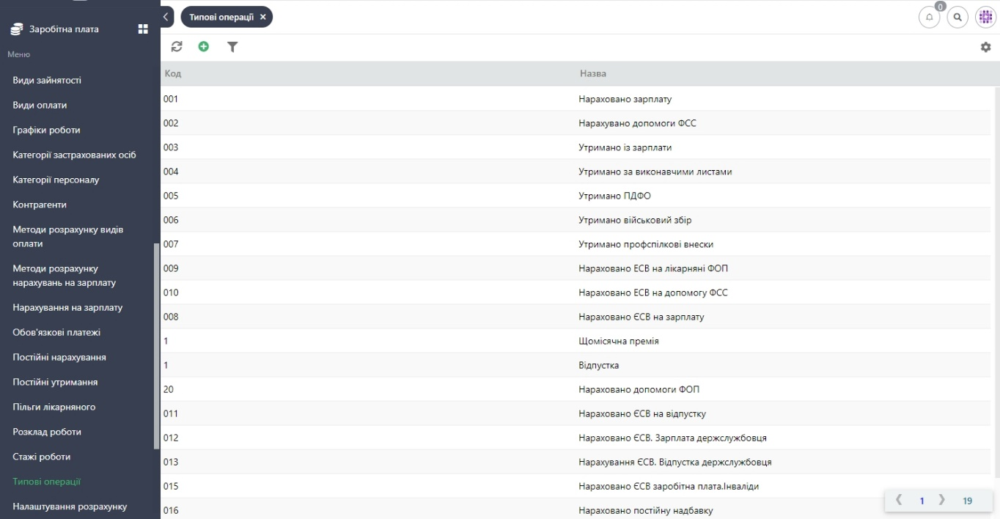 Заробітна плата
Меню
Види зайнятості
Види оплати
Графіки роботи
Категорії застрахованих осіб
Категорії персоналу
Контрагенти
Методи розрахунку видів
оплати
Методи розрахунку
нарахувань на зарплату
Нарахування на зарплату
Обов'язкові платежі
Постійні нарахування
Постійні утримання
Пільги лікарняного
Розклад роботи
Стажі роботи
Типові операції
Налаштування розрахунку
Типові операції
0
Код Назва
001 Нараховано зарплату
002 Нарахувано допомоги ФСС
003 Утримано із зарплати
004 Утримано за виконавчими листами
005 Утримано ПДФО
006 Утримано військовий збір
007 Утримано профспілкові внески
009 Нараховано ЕСВ на лікарняні ФОП
010 Нараховано ЕСВ на допомогу ФСС
008 Нараховано ЄСВ на зарплату
1 Щомісячна премія
1 Відпустка
20 Нараховано допомоги ФОП
011 Нараховано ЄСВ на відпустку
012 Нараховано ЄСВ. Зарплата держслужбовця
013 Нарахування ЄСВ. Відпустка держслужбовця
015 Нараховано ЄСВ заробітна плата.Інваліди
016 Нараховано постійну надбавку
1 19